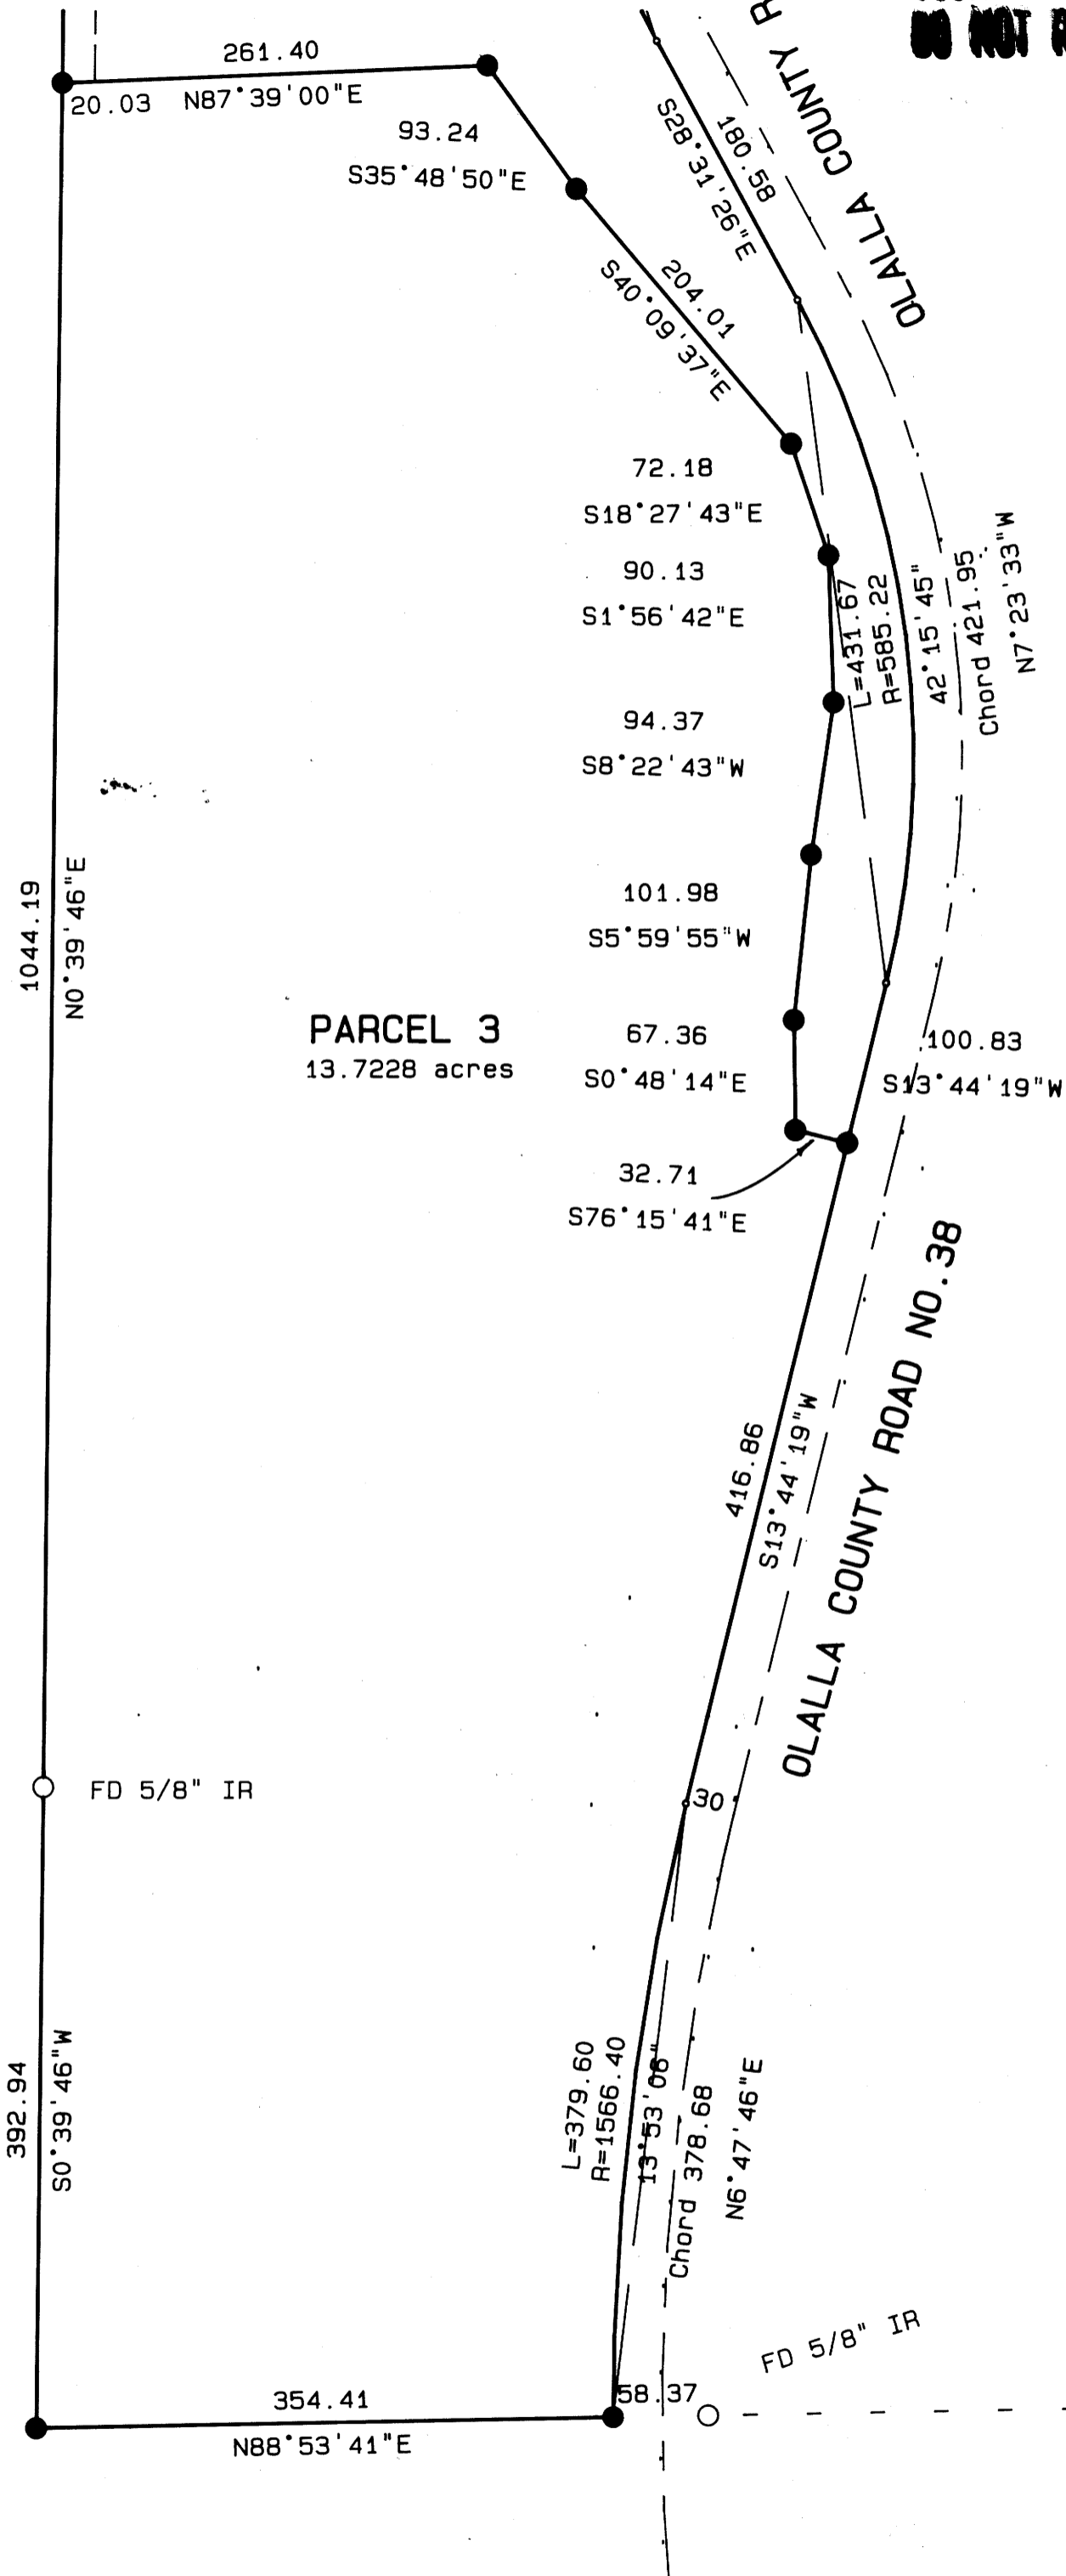 DO NOT
261.40
20.03 N87°39'00"E
93.24
S35°48'50"E
180.58
S28°31'26"E
OLALLA COUNTY R
204.01
S40°09'37"E
72.18
S18°27'43"E
90.13
S1°56'42"E
L=431.67
R=585.22
42°15'45"
Chord 421.95
N7°23'33"W
94.37
S8°22'43"W
101.98
S5°59'55"W
1044.19
N0°39'46"E
PARCEL 3
13.7228 acres
67.36
S0°48'14"E
100.83
S13°44'19"W
32.71
S76°15'41"E
416.86
S13°44'19"W
OLALLA COUNTY ROAD NO.38
FD 5/8" IR
30'
392.94
S0°39'46"W
L=379.60
R=1566.40
13°53'06"
Chord 378.68
N6°47'46"E
FD 5/8" IR
354.41
58.37
N88°53'41"E